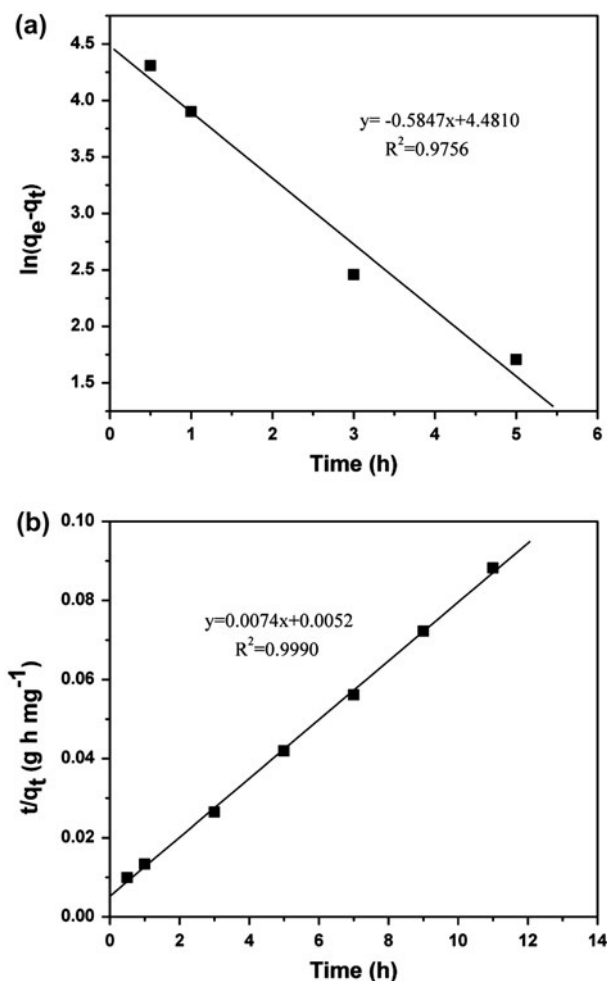 (a)
4.5
4.0
3.5
3.0
2.5
2.0
1.5
ln(qe-qt)
y= -0.5847x+4.4810
R²=0.9756
0 1 2 3 4 5 6
Time (h)
(b)
0.10
0.08
0.06
0.04
0.02
0.00
t/qt (g h mg⁻¹)
y=0.0074x+0.0052
R²=0.9990
0 2 4 6 8 10 12 14
Time (h)